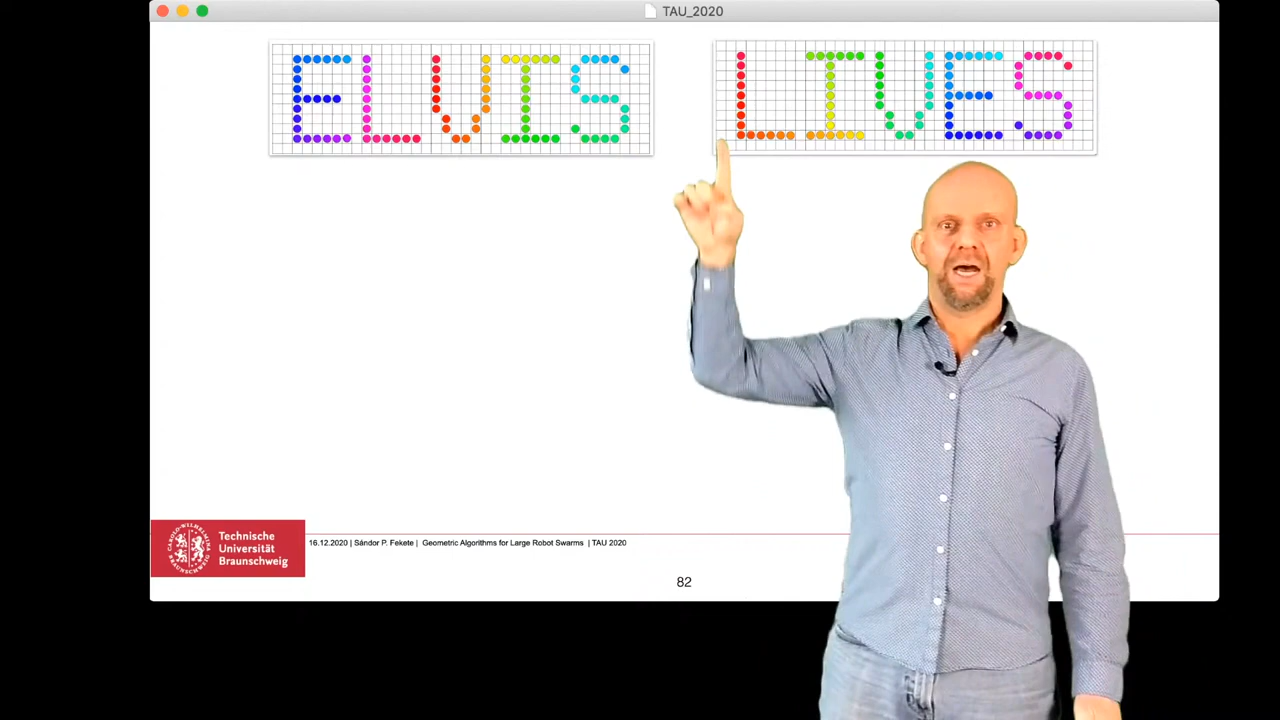 TAU_2020
ELVIS
LIVES
Technische
Universität
Braunschweig
16.12.2020 | Sándor P. Fekete | Geometric Algorithms for Large Robot Swarms | TAU 2020
82